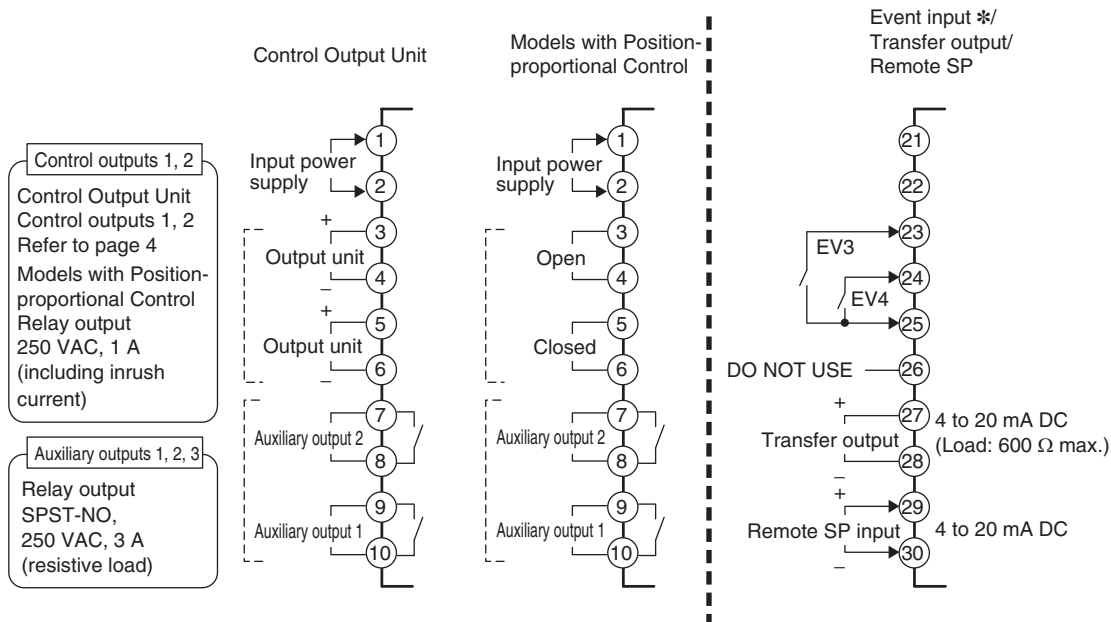 Control outputs 1, 2
Control Output Unit
Control outputs 1, 2
Refer to page 4
Models with Position-
proportional Control
Relay output
250 VAC, 1 A
(including inrush
current)
Auxiliary outputs 1, 2, 3
Relay output
SPST-NO,
250 VAC, 3 A
(resistive load)
Control Output Unit
1
Input power
supply
2
+
3
Output unit
4
–
+
5
Output unit
6
–
7
Auxiliary output 2
8
9
Auxiliary output 1
10
Models with Position-
proportional Control
1
Input power
supply
2
3
Open
4
5
Closed
6
7
Auxiliary output 2
8
9
Auxiliary output 1
10
Event input ✻/
Transfer output/
Remote SP
21
22
23
EV3
24
EV4
25
DO NOT USE
26
+
27
4 to 20 mA DC
Transfer output
(Load: 600 Ω max.)
28
–
+
29
Remote SP input
4 to 20 mA DC
30
–